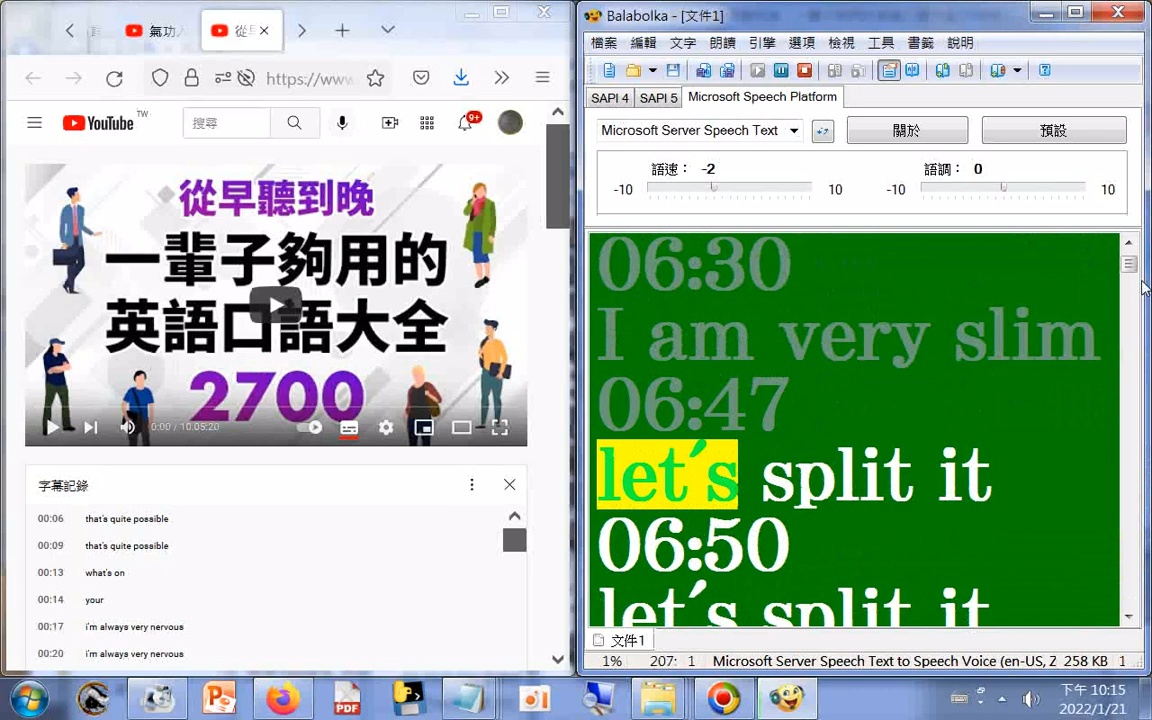 氣功
從
https://www
YouTube TW
搜尋
9+
從早聽到晚
一輩子夠用的
英語口語大全
2700
0:00 / 10:05:20
字幕記錄
00:06 that's quite possible
00:09 that's quite possible
00:13 what's on
00:14 your
00:17 i'm always very nervous
00:20 i'm always very nervous
Balabolka - [文件1]
檔案 編輯 文字 朗讀 引擎 選項 檢視 工具 書籤 說明
SAPI 4 SAPI 5 Microsoft Speech Platform
Microsoft Server Speech Text 關於 預設
語速： -2 語調： 0
-10 10 -10 10
06:30
I am very slim
06:47
let's split it
06:50
let's split it
文件1
1% 207: 1 Microsoft Server Speech Text to Speech Voice (en-US, Z 258 KB 1
PDF
下午 10:15
2022/1/21